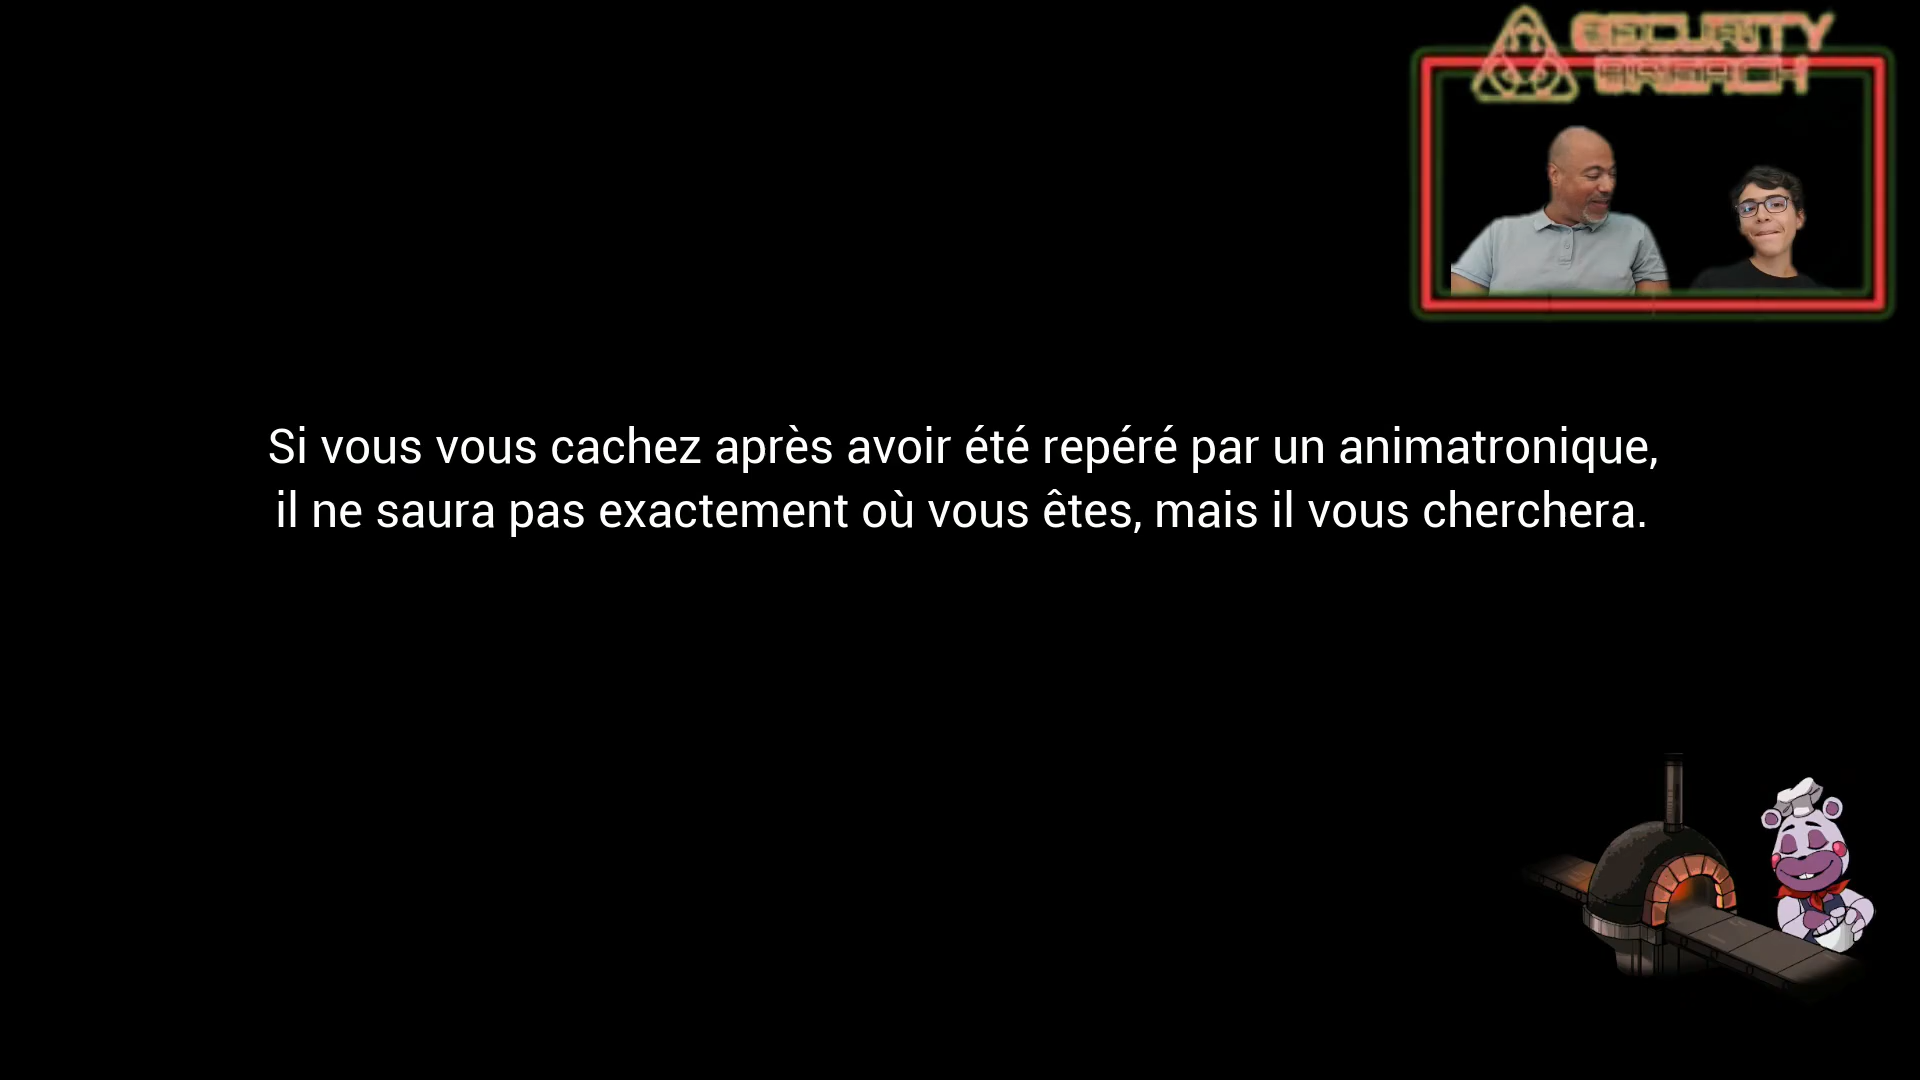 SECURITY
BREACH
Si vous vous cachez après avoir été repéré par un animatronique,
il ne saura pas exactement où vous êtes, mais il vous cherchera.